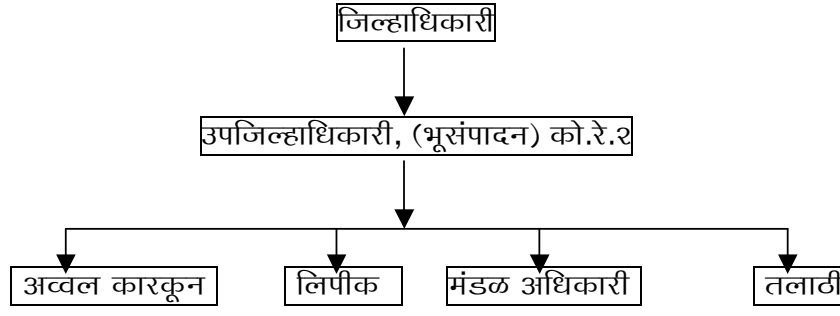 जिल्हाधिकारी
उपजिल्हाधिकारी, (भूसंपादन) को.रे.२
अव्वल कारकून लिपीक मंडळ अधिकारी तलाठी